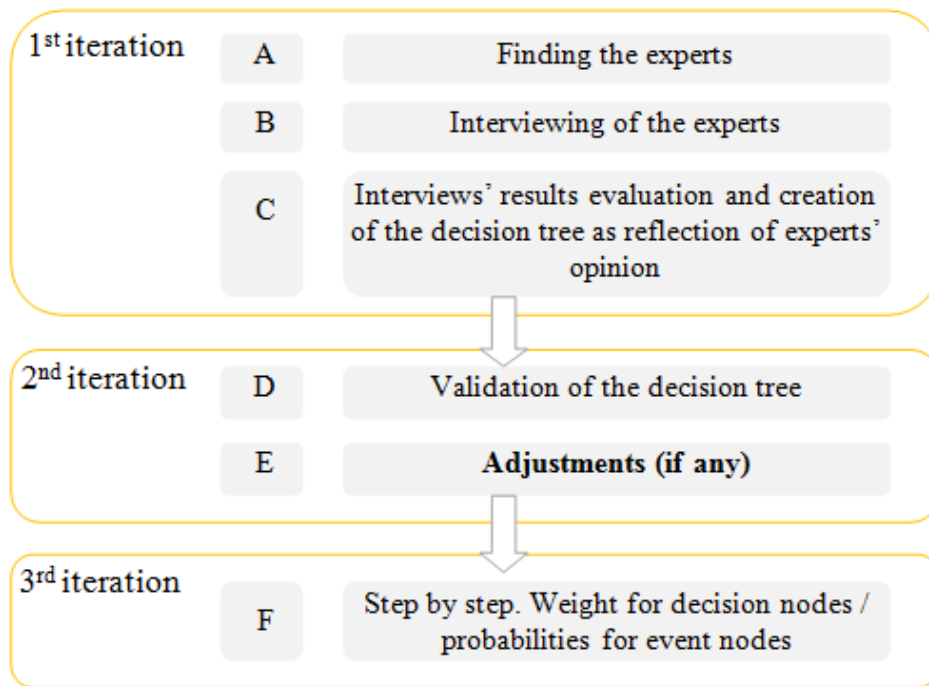 1st iteration
A
Finding the experts
B
Interviewing of the experts
C
Interviews’ results evaluation and creation
of the decision tree as reflection of experts’
opinion
2nd iteration
D
Validation of the decision tree
E
Adjustments (if any)
3rd iteration
F
Step by step. Weight for decision nodes /
probabilities for event nodes